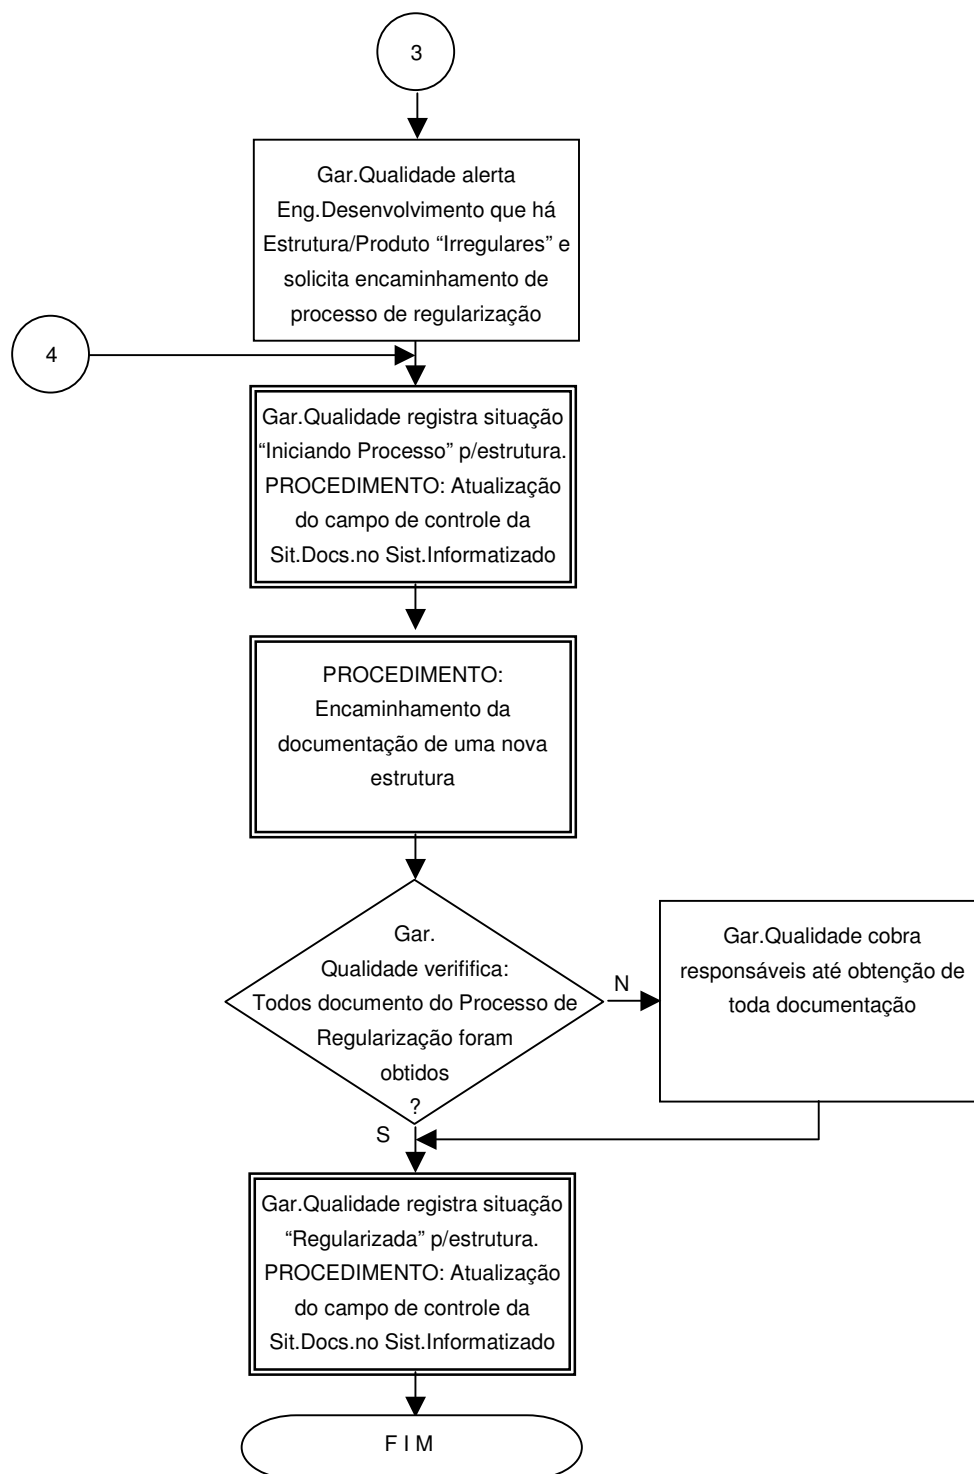 3
Gar.Qualidade alerta
Eng.Desenvolvimento que há
Estrutura/Produto “Irregulares” e
solicita encaminhamento de
processo de regularização
4
Gar.Qualidade registra situação
“Iniciando Processo” p/estrutura.
PROCEDIMENTO: Atualização
do campo de controle da
Sit.Docs.no Sist.Informatizado
PROCEDIMENTO:
Encaminhamento da
documentação de uma nova
estrutura
Gar.
Qualidade verififica:
Todos documento do Processo de
Regularização foram
obtidos
?
N
Gar.Qualidade cobra
responsáveis até obtenção de
toda documentação
S
Gar.Qualidade registra situação
“Regularizada” p/estrutura.
PROCEDIMENTO: Atualização
do campo de controle da
Sit.Docs.no Sist.Informatizado
F I M